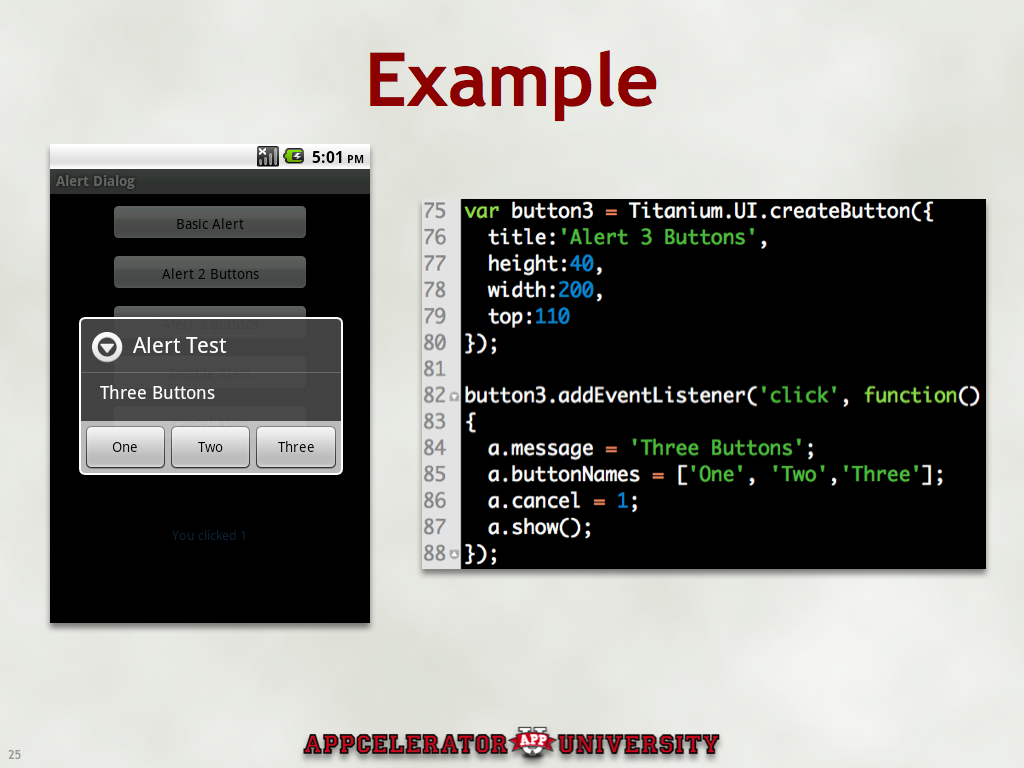 Example
5:01 PM
Alert Dialog
Basic Alert
Alert 2 Buttons
Alert 3 Buttons
Alert Test
Three Buttons
One Two Three
You clicked 1
75 var button3 = Titanium.UI.createButton({
76 title:'Alert 3 Buttons',
77 height:40,
78 width:200,
79 top:110
80 });
81
82 button3.addEventListener('click', function()
83 {
84 a.message = 'Three Buttons';
85 a.buttonNames = ['One', 'Two','Three'];
86 a.cancel = 1;
87 a.show();
88 });
APPCELERATOR APP U UNIVERSITY
25